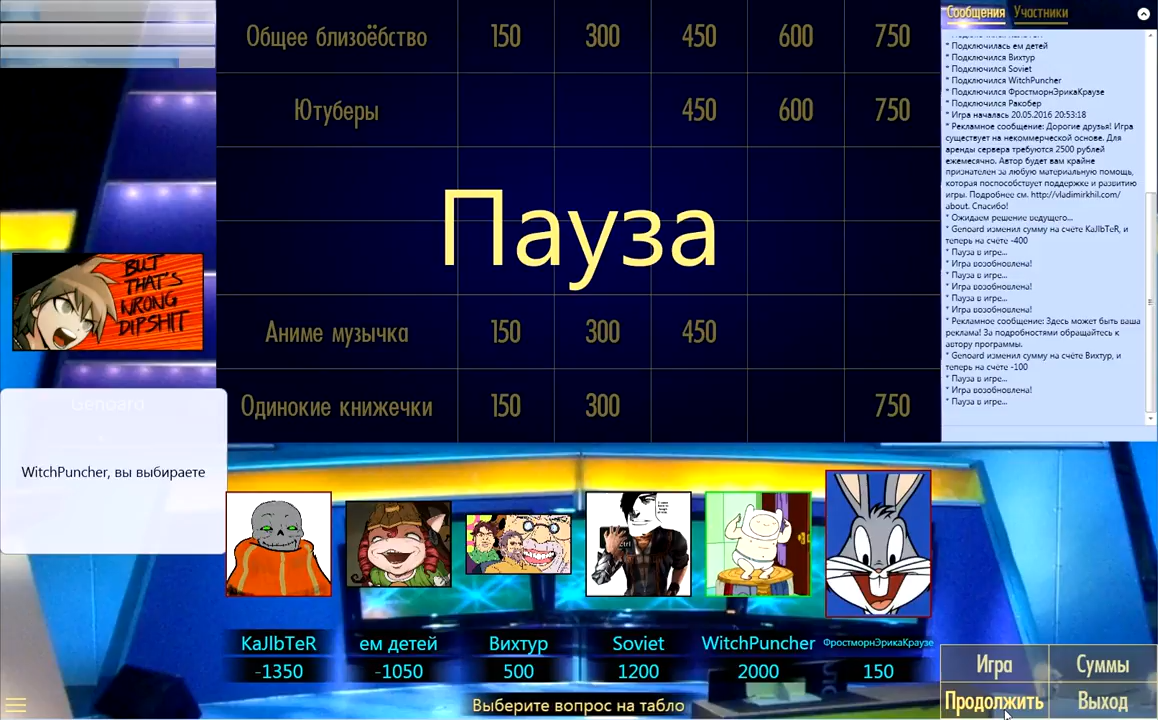 Общее близоёбство 150 300 450 600 750
Ютуберы 450 600 750
Пауза
Аниме музычка 150 300 450
Одинокие книжечки 150 300 750
BUT
THAT'S
WRONG
DIPSHIT
Genoard
WitchPuncher, вы выбираете
Сообщения Участники
* Подключилась ем детей
* Подключился Вихтур
* Подключился Soviet
* Подключился WitchPuncher
* Подключился ФростморнЭрикаКраузе
* Подключился Ракобер
* Игра началась 20.05.2016 20:53:18
* Рекламное сообщение: Дорогие друзья! Игра
существует на некоммерческой основе. Для
аренды сервера требуются 2500 рублей
ежемесячно. Автор будет вам крайне
признателен за любую материальную помощь,
которая поспособствует поддержке и развитию
игры. Подробнее см. http://vladimirkhil.com/
about. Спасибо!
* Ожидаем решение ведущего...
* Genoard изменил сумму на счёте KaJIbTeR, и
теперь на счёте -400
* Пауза в игре...
* Игра возобновлена!
* Пауза в игре...
* Игра возобновлена!
* Пауза в игре...
* Игра возобновлена!
* Рекламное сообщение: Здесь может быть ваша
реклама! За подробностями обращайтесь к
автору программы.
* Genoard изменил сумму на счёте Вихтур, и
теперь на счёте -100
* Пауза в игре...
* Игра возобновлена!
* Пауза в игре...
KaJIbTeR ем детей Вихтур Soviet WitchPuncher ФростморнЭрикаКраузе
-1350 -1050 500 1200 2000 150
Выберите вопрос на табло
Игра Суммы
Продолжить Выход